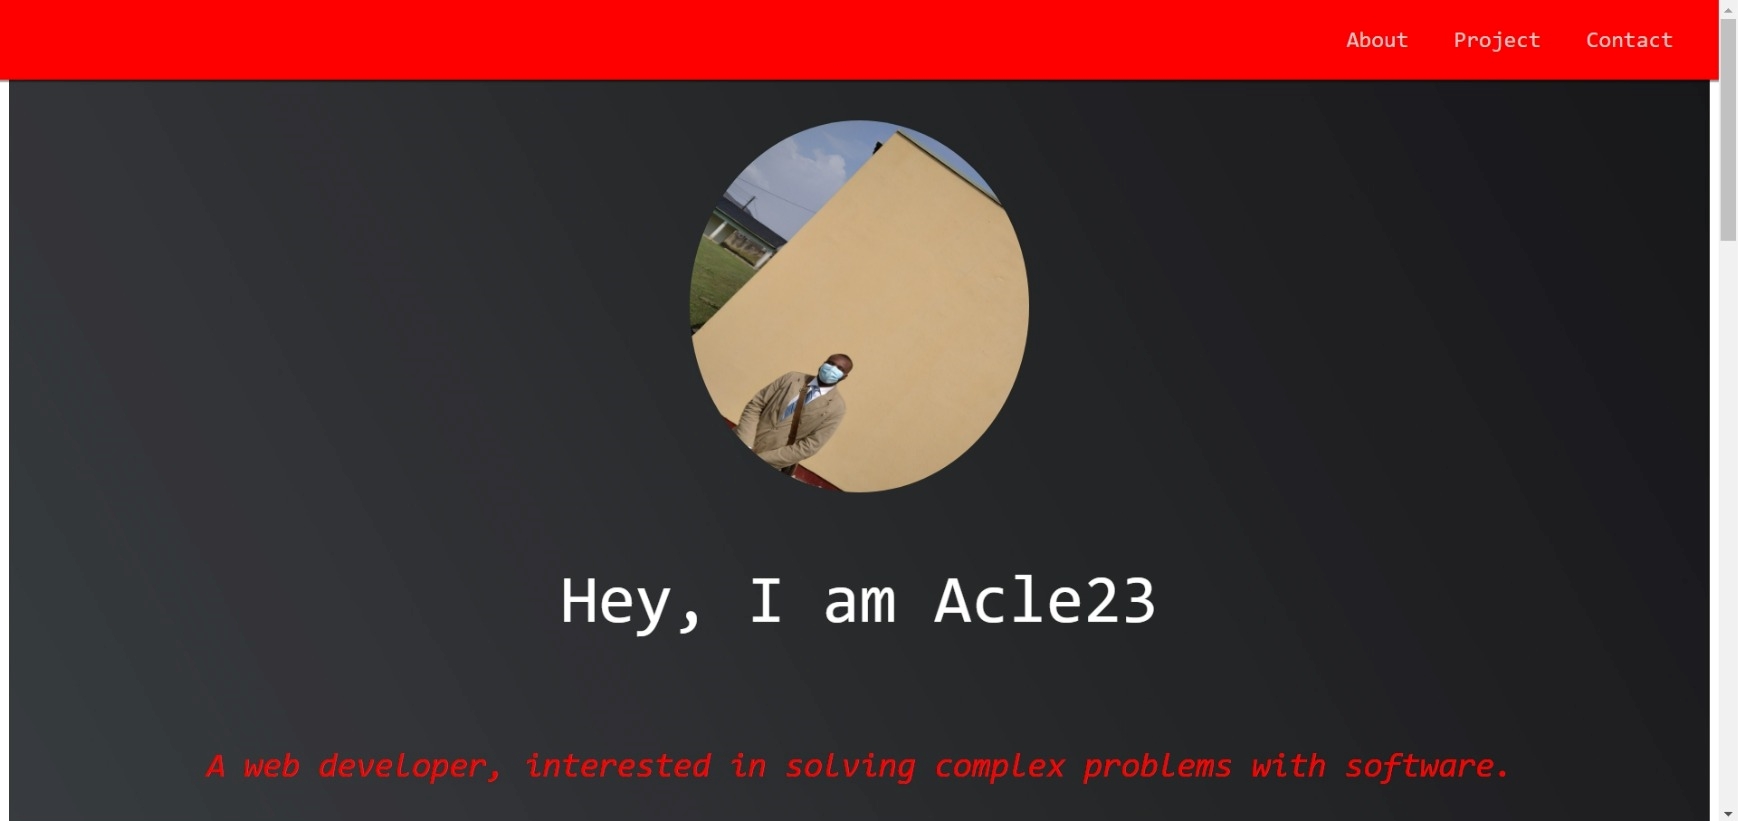 About Project Contact
Hey, I am Acle23
A web developer, interested in solving complex problems with software.